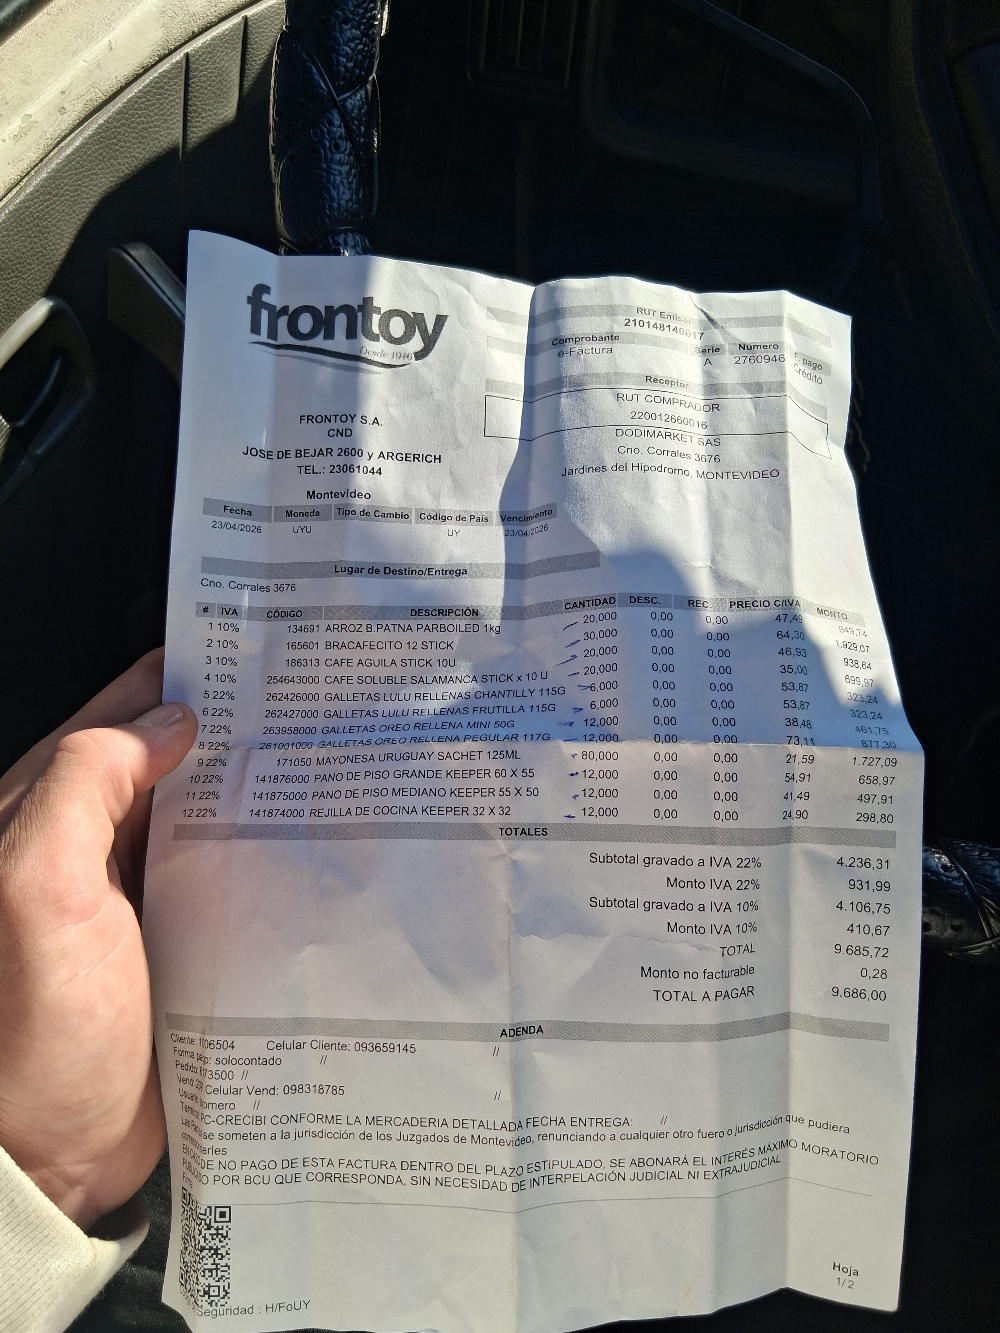 frontoy
Desde 1946
RUT Emisor
210148140017
Comprobante Serie Número F. pago
e-Factura A 2760946 Crédito
Receptor
RUT COMPRADOR
220012660016
DODIMARKET SAS
Cno. Corrales 3676
Jardines del Hipodromo, MONTEVIDEO
FRONTOY S.A.
CND
JOSE DE BEJAR 2600 y ARGERICH
TEL.: 23061044
Montevideo
Fecha Moneda Tipo de Cambio Código de País Vencimiento
23/04/2026 UYU UY 23/04/2026
Lugar de Destino/Entrega
Cno. Corrales 3676
# IVA CÓDIGO DESCRIPCIÓN CANTIDAD DESC. REC. PRECIO C/IVA MONTO
1 10% 134691 ARROZ B.PATNA PARBOILED 1kg 20,000 0,00 0,00 47,49 949,74
2 10% 165601 BRACAFECITO 12 STICK 30,000 0,00 0,00 64,30 1.929,07
3 10% 186313 CAFE AGUILA STICK 10U 20,000 0,00 0,00 46,93 938,64
4 10% 254643000 CAFE SOLUBLE SALAMANCA STICK x 10 U 20,000 0,00 0,00 35,00 699,97
5 22% 262426000 GALLETAS LULU RELLENAS CHANTILLY 115G 6,000 0,00 0,00 53,87 323,24
6 22% 262427000 GALLETAS LULU RELLENAS FRUTILLA 115G 6,000 0,00 0,00 53,87 323,24
7 22% 263958000 GALLETAS OREO RELLENA MINI 50G 12,000 0,00 0,00 38,48 461,75
8 22% 261001000 GALLETAS OREO RELLENA REGULAR 117G 12,000 0,00 0,00 73,11 877,30
9 22% 171050 MAYONESA URUGUAY SACHET 125ML 80,000 0,00 0,00 21,59 1.727,09
10 22% 141876000 PANO DE PISO GRANDE KEEPER 60 X 55 12,000 0,00 0,00 54,91 658,97
11 22% 141875000 PANO DE PISO MEDIANO KEEPER 55 X 50 12,000 0,00 0,00 41,49 497,91
12 22% 141874000 REJILLA DE COCINA KEEPER 32 X 32 12,000 0,00 0,00 24,90 298,80
TOTALES
Subtotal gravado a IVA 22% 4.236,31
Monto IVA 22% 931,99
Subtotal gravado a IVA 10% 4.106,75
Monto IVA 10% 410,67
TOTAL 9.685,72
Monto no facturable 0,28
TOTAL A PAGAR 9.686,00
ADENDA
Cliente: Celular Cliente: 093659145 //
Forma pago: solocontado //
Pedido: //
Vend: Celular Vend: 098318785 //
//
PC-CRECIBI CONFORME LA MERCADERIA DETALLADA FECHA ENTREGA: //
se someten a la jurisdicción de los Juzgados de Montevideo, renunciando a cualquier otro fuero o jurisdicción que pudiera
DE NO PAGO DE ESTA FACTURA DENTRO DEL PLAZO ESTIPULADO, SE ABONARÁ EL INTERÉS MÁXIMO MORATORIO
POR BCU QUE CORRESPONDA, SIN NECESIDAD DE INTERPELACIÓN JUDICIAL NI EXTRAJUDICIAL
Seguridad : H/FoUY
Hoja
1/2